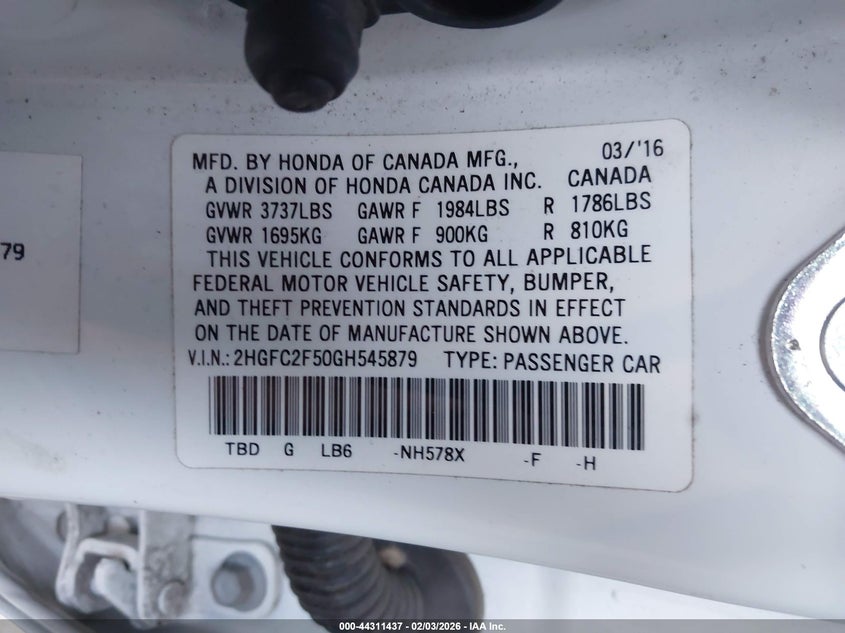 03/'16
MFD. BY HONDA OF CANADA MFG.,
A DIVISION OF HONDA CANADA INC. CANADA
GVWR 3737LBS GAWR F 1984LBS R 1786LBS
GVWR 1695KG GAWR F 900KG R 810KG
THIS VEHICLE CONFORMS TO ALL APPLICABLE
FEDERAL MOTOR VEHICLE SAFETY, BUMPER,
AND THEFT PREVENTION STANDARDS IN EFFECT
ON THE DATE OF MANUFACTURE SHOWN ABOVE.
V.I.N.: 2HGFC2F50GH545879 TYPE: PASSENGER CAR
TBD G LB6 -NH578X -F -H
79
000-44311437 - 02/03/2026 - IAA Inc.